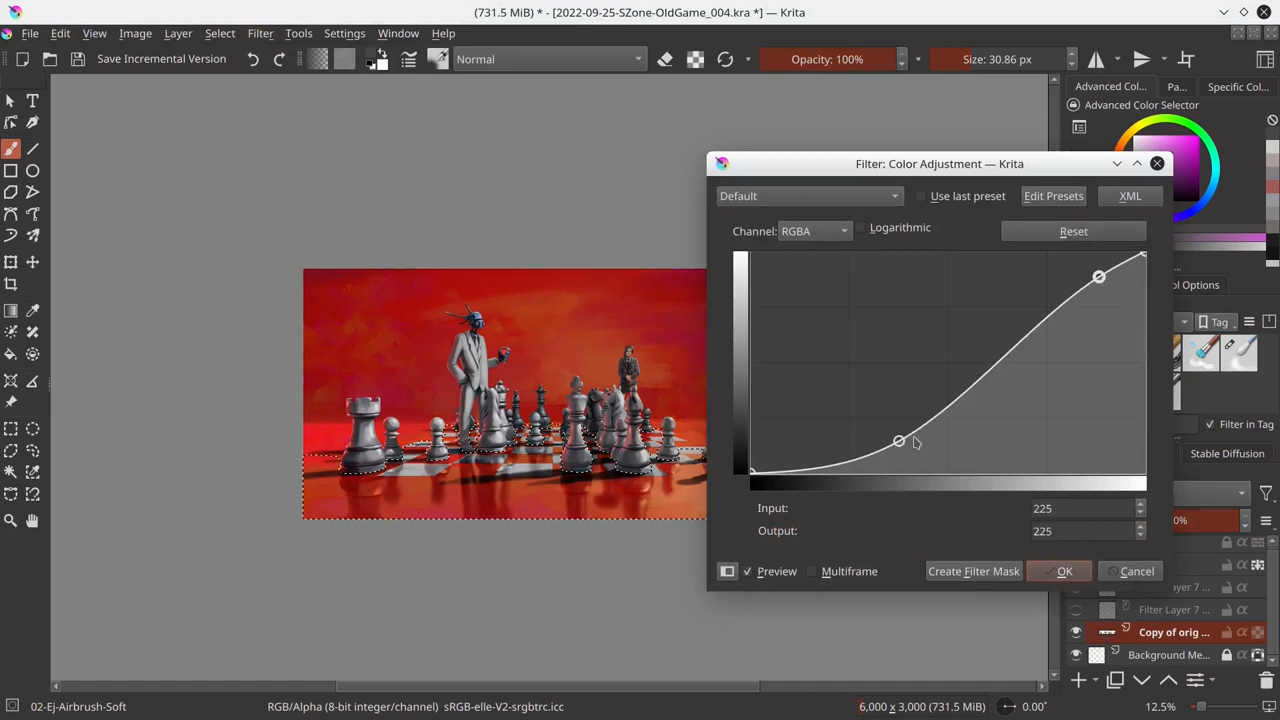 (731.5 MiB) * - [2022-09-25-SZone-OldGame_004.kra *] — Krita
File Edit View Image Layer Select Filter Tools Settings Window Help
Save Incremental Version Normal Opacity: 100% Size: 30.86 px
Advanced Col... Pa... Specific Col...
Advanced Color Selector
Filter: Color Adjustment — Krita
Default Use last preset Edit Presets XML
Channel: RGBA Logarithmic Reset
ol Options
Tag
Filter in Tag
Stable Diffusion
Input: 225
Output: 225
0%
Preview Multiframe Create Filter Mask OK Cancel
ayer 7 ...
Filter Layer 7 ...
Copy of orig ...
Background Me...
02-Ej-Airbrush-Soft RGB/Alpha (8-bit integer/channel) sRGB-elle-V2-srgbtrc.icc 6,000 x 3,000 (731.5 MiB) 0.00° 12.5%